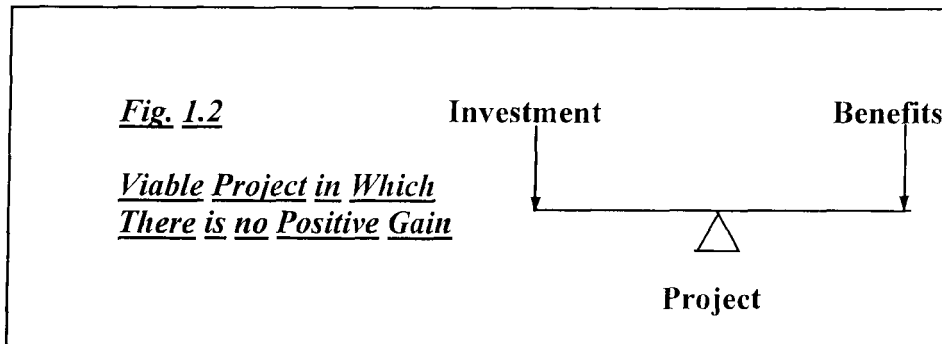 Fig. 1.2
Viable Project in Which
There is no Positive Gain
Investment
Benefits
Project